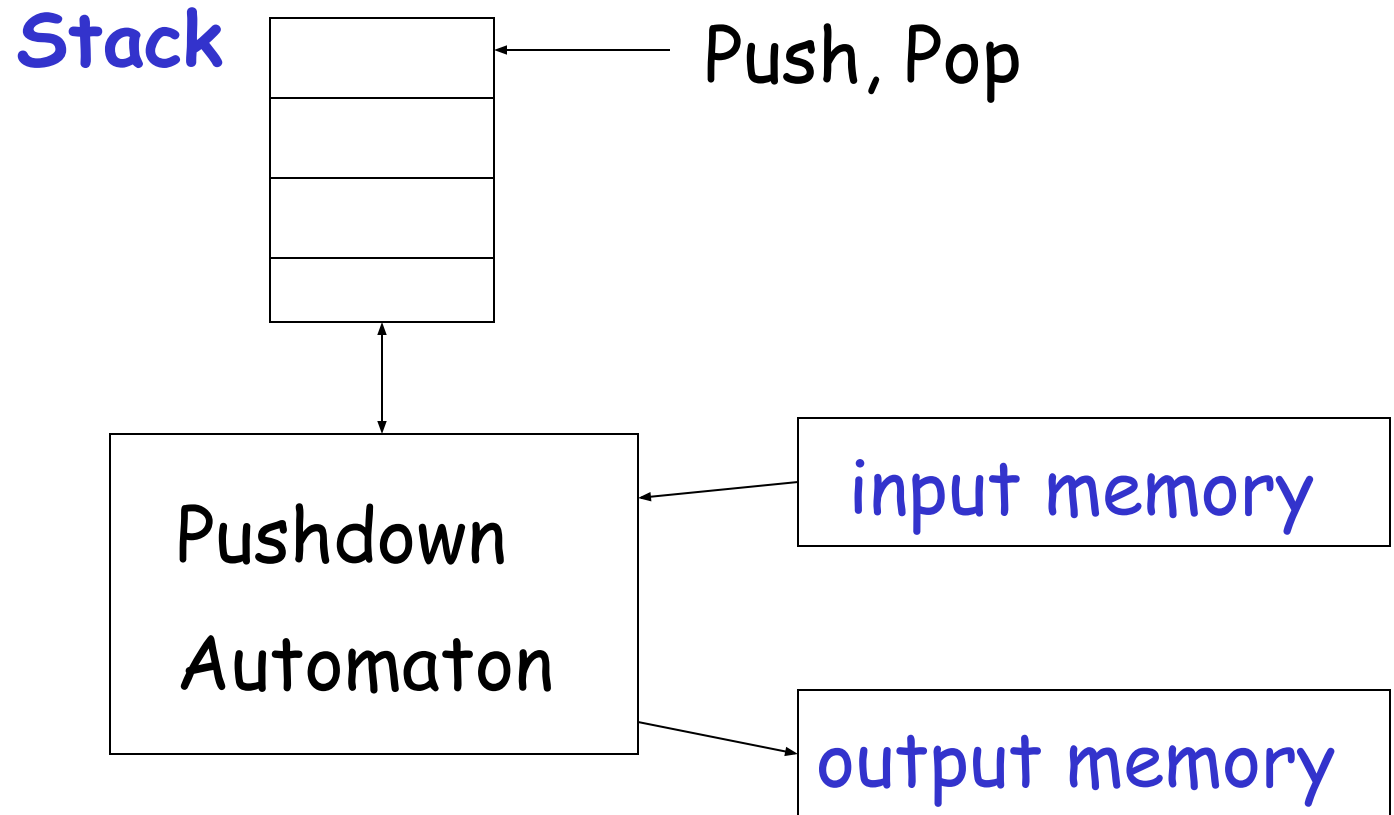 Stack
Push, Pop
input memory
Pushdown
Automaton
output memory